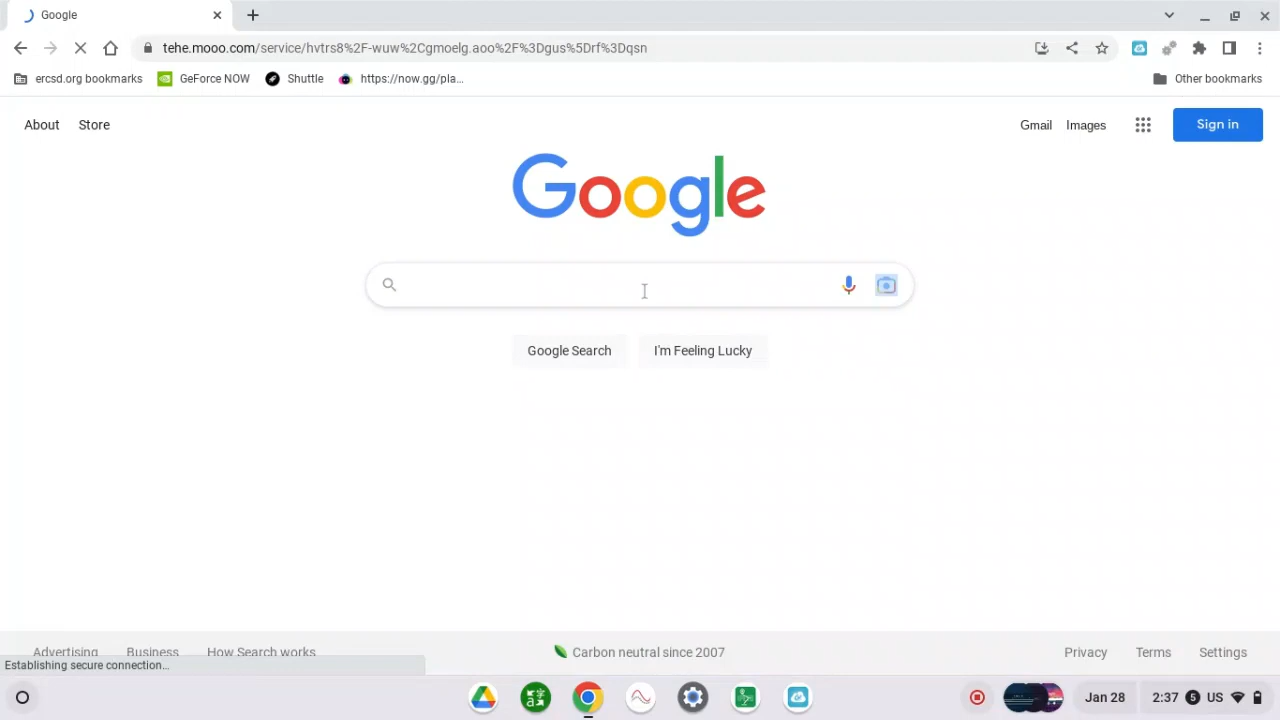 Google
tehe.mooo.com/service/hvtrs8%2F-wuw%2Cgmoelg.aoo%2F%3Dgus%5Drf%3Dqsn
ercsd.org bookmarks GeForce NOW Shuttle https://now.gg/pla... Other bookmarks
About Store Gmail Images Sign in
Google
Google Search I'm Feeling Lucky
Advertising Business How Search works Carbon neutral since 2007 Privacy Terms Settings
Establishing secure connection...
Jan 28 2:37 5 US